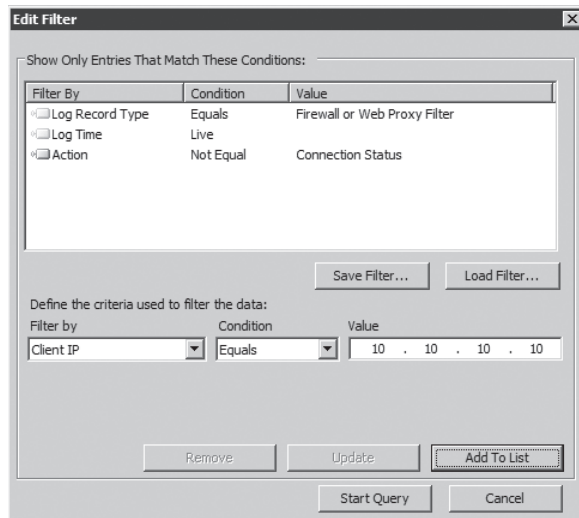 Edit Filter
Show Only Entries That Match These Conditions:
Filter By Condition Value
Log Record Type Equals Firewall or Web Proxy Filter
Log Time Live
Action Not Equal Connection Status
Save Filter... Load Filter...
Define the criteria used to filter the data:
Filter by Condition Value
Client IP Equals 10 . 10 . 10 . 10
Remove Update Add To List
Start Query Cancel